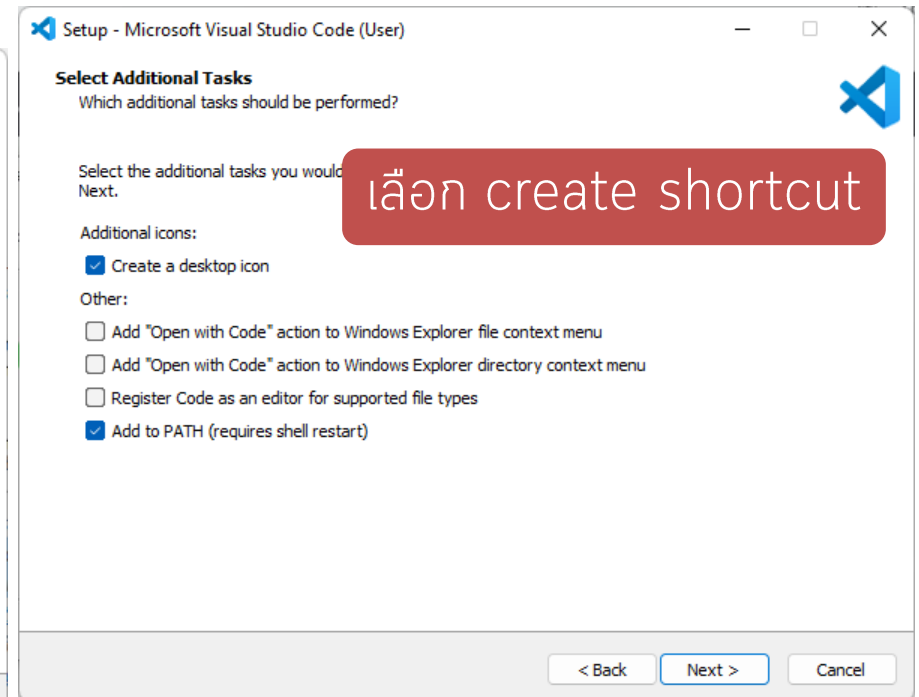 Setup - Microsoft Visual Studio Code (User)
Select Additional Tasks
Which additional tasks should be performed?
Select the additional tasks you would
Next.
เลือก create shortcut
Additional icons:
Create a desktop icon
Other:
Add "Open with Code" action to Windows Explorer file context menu
Add "Open with Code" action to Windows Explorer directory context menu
Register Code as an editor for supported file types
Add to PATH (requires shell restart)
< Back
Next >
Cancel